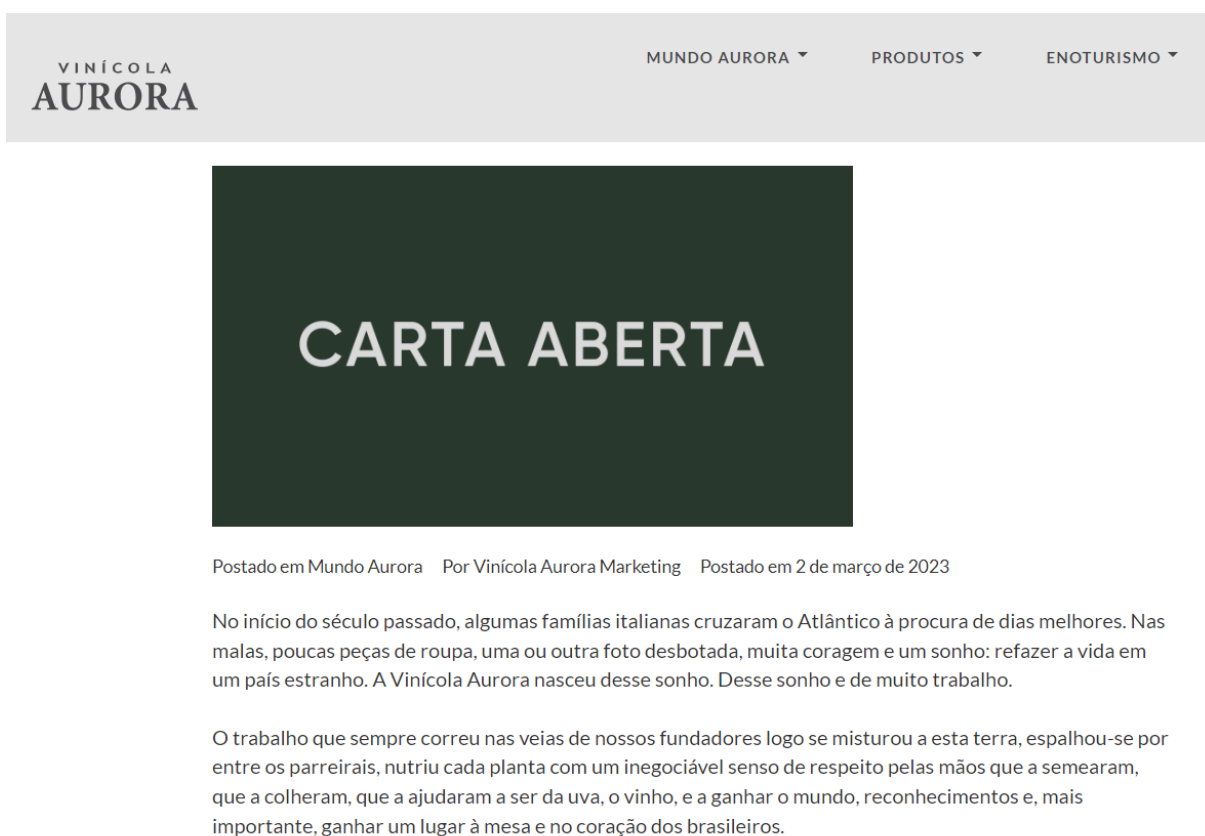 VINÍCOLA
AURORA
MUNDO AURORA
PRODUTOS
ENOTURISMO
CARTA ABERTA
Postado em Mundo Aurora Por Vinícola Aurora Marketing Postado em 2 de março de 2023
No início do século passado, algumas famílias italianas cruzaram o Atlântico à procura de dias melhores. Nas
malas, poucas peças de roupa, uma ou outra foto desbotada, muita coragem e um sonho: refazer a vida em
um país estranho. A Vinícola Aurora nasceu desse sonho. Desse sonho e de muito trabalho.
O trabalho que sempre correu nas veias de nossos fundadores logo se misturou a esta terra, espalhou-se por
entre os parreirais, nutriu cada planta com um inegociável senso de respeito pelas mãos que a semearam,
que a colheram, que a ajudaram a ser da uva, o vinho, e a ganhar o mundo, reconhecimentos e, mais
importante, ganhar um lugar à mesa e no coração dos brasileiros.